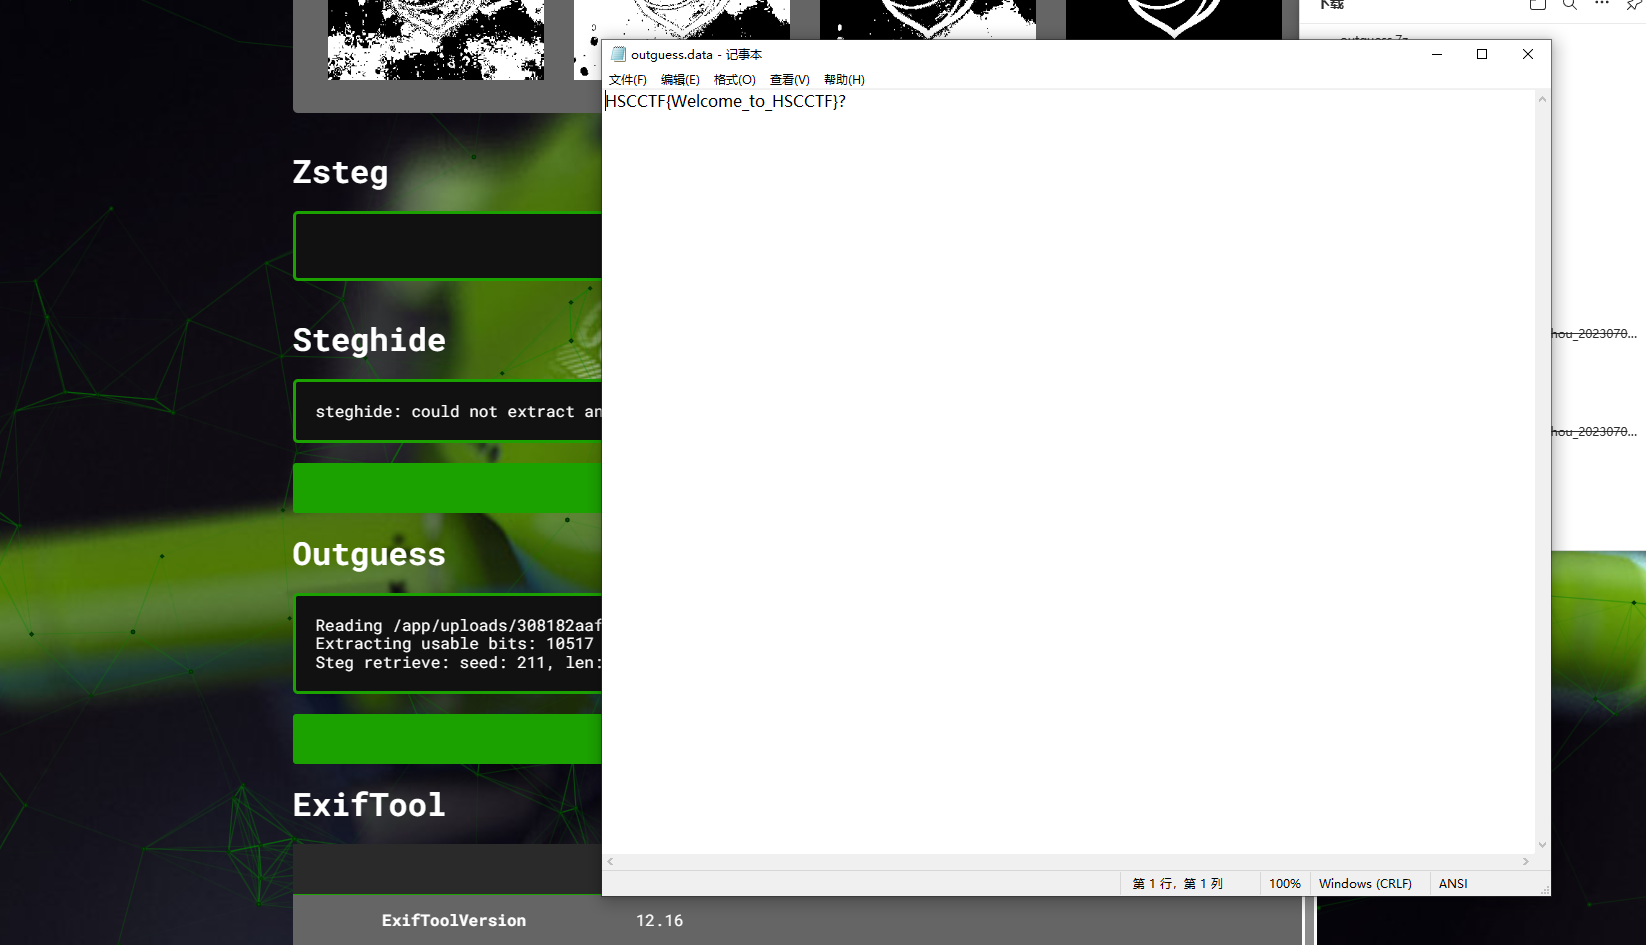 下载
outguess.data - 记事本
文件(F) 编辑(E) 格式(O) 查看(V) 帮助(H)
HSCCTF{Welcome_to_HSCCTF}?
Zsteg
Steghide
steghide: could not extract an
Outguess
Reading /app/uploads/308182aaf
Extracting usable bits: 10517
Steg retrieve: seed: 211, len:
ExifTool
ExifToolVersion 12.16
hou_2023070...
hou_2023070...
第 1 行，第 1 列 100% Windows (CRLF) ANSI